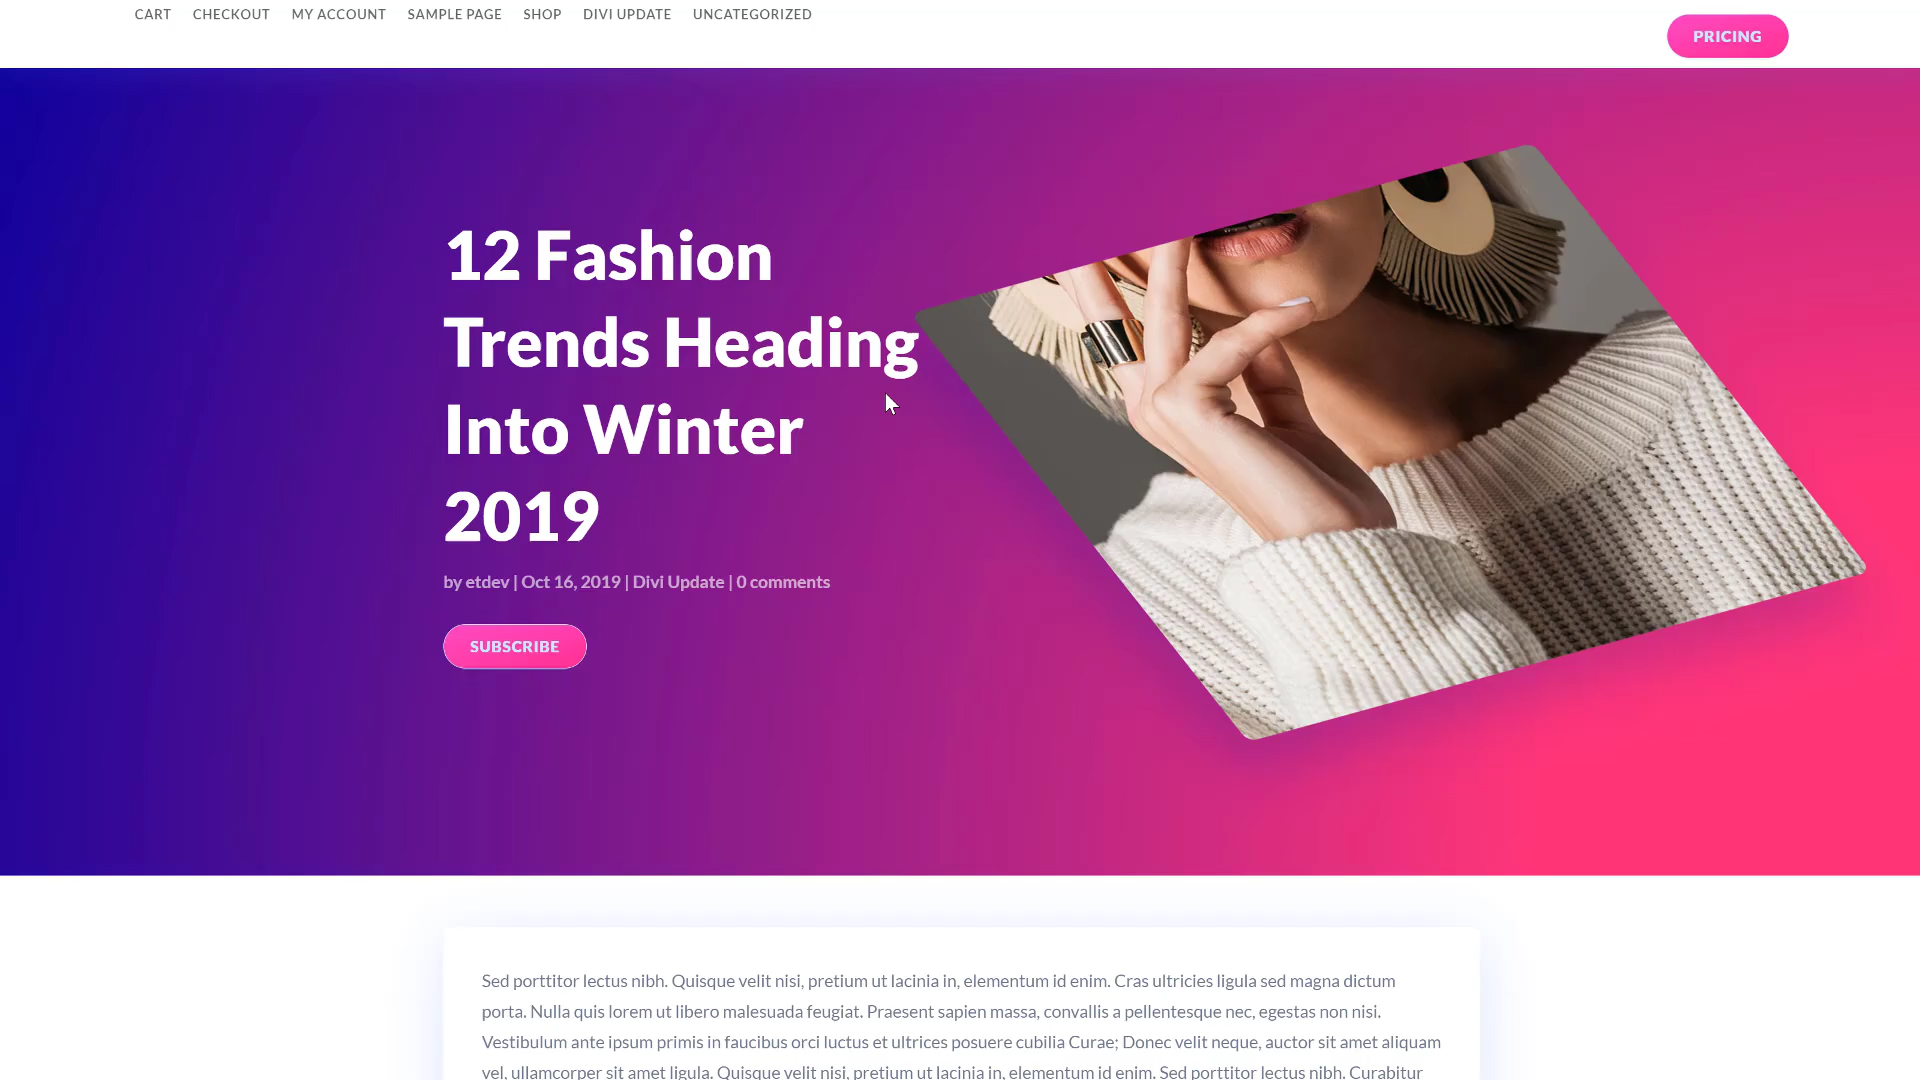 CART CHECKOUT MY ACCOUNT SAMPLE PAGE SHOP DIVI UPDATE UNCATEGORIZED
PRICING
12 Fashion
Trends Heading
Into Winter
2019
by etdev | Oct 16, 2019 | Divi Update | 0 comments
SUBSCRIBE
Sed porttitor lectus nibh. Quisque velit nisi, pretium ut lacinia in, elementum id enim. Cras ultricies ligula sed magna dictum
porta. Nulla quis lorem ut libero malesuada feugiat. Praesent sapien massa, convallis a pellentesque nec, egestas non nisi.
Vestibulum ante ipsum primis in faucibus orci luctus et ultrices posuere cubilia Curae; Donec velit neque, auctor sit amet aliquam
vel, ullamcorper sit amet ligula. Quisque velit nisi, pretium ut lacinia in, elementum id enim. Sed porttitor lectus nibh. Curabitur